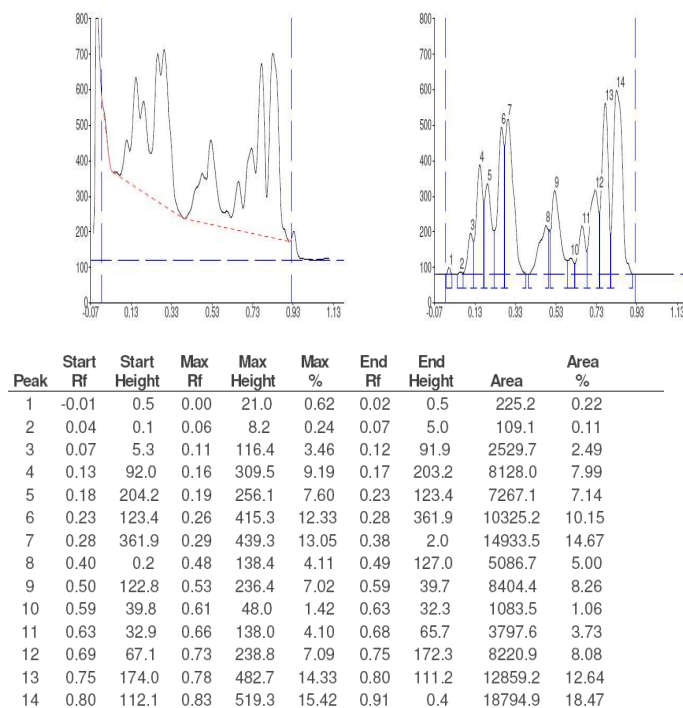 800
700
600
500
400
300
200
100
0
-0.07 0.13 0.33 0.53 0.73 0.93 1.13
800
700
600
500
400
300
200
100
0
-0.07 0.13 0.33 0.53 0.73 0.93 1.13
1 2 3 4 5 6 7 8 9 10 11 12 13 14
Start Start Max Max Max End End Area
Peak Rf Height Rf Height % Rf Height Area %
1 -0.01 0.5 0.00 21.0 0.62 0.02 0.5 225.2 0.22
2 0.04 0.1 0.06 8.2 0.24 0.07 5.0 109.1 0.11
3 0.07 5.3 0.11 116.4 3.46 0.12 91.9 2529.7 2.49
4 0.13 92.0 0.16 309.5 9.19 0.17 203.2 8128.0 7.99
5 0.18 204.2 0.19 256.1 7.60 0.23 123.4 7267.1 7.14
6 0.23 123.4 0.26 415.3 12.33 0.28 361.9 10325.2 10.15
7 0.28 361.9 0.29 439.3 13.05 0.38 2.0 14933.5 14.67
8 0.40 0.2 0.48 138.4 4.11 0.49 127.0 5086.7 5.00
9 0.50 122.8 0.53 236.4 7.02 0.59 39.7 8404.4 8.26
10 0.59 39.8 0.61 48.0 1.42 0.63 32.3 1083.5 1.06
11 0.63 32.9 0.66 138.0 4.10 0.68 65.7 3797.6 3.73
12 0.69 67.1 0.73 238.8 7.09 0.75 172.3 8220.9 8.08
13 0.75 174.0 0.78 482.7 14.33 0.80 111.2 12859.2 12.64
14 0.80 112.1 0.83 519.3 15.42 0.91 0.4 18794.9 18.47